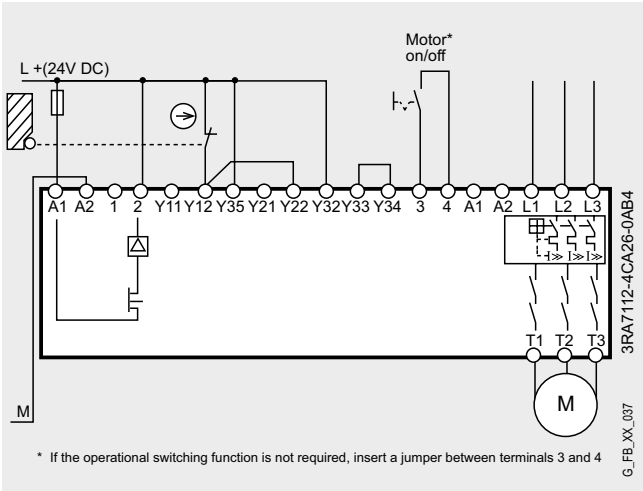 Motor*
on/off
L +(24V DC)
A1 A2 1 2 Y11 Y12 Y35 Y21 Y22 Y32 Y33 Y34 3 4 A1 A2 L1 L2 L3
I≫ I≫ I≫
T1 T2 T3
M
M
* If the operational switching function is not required, insert a jumper between terminals 3 and 4
3RA7112-4CA26-0AB4
G_FB_XX_037